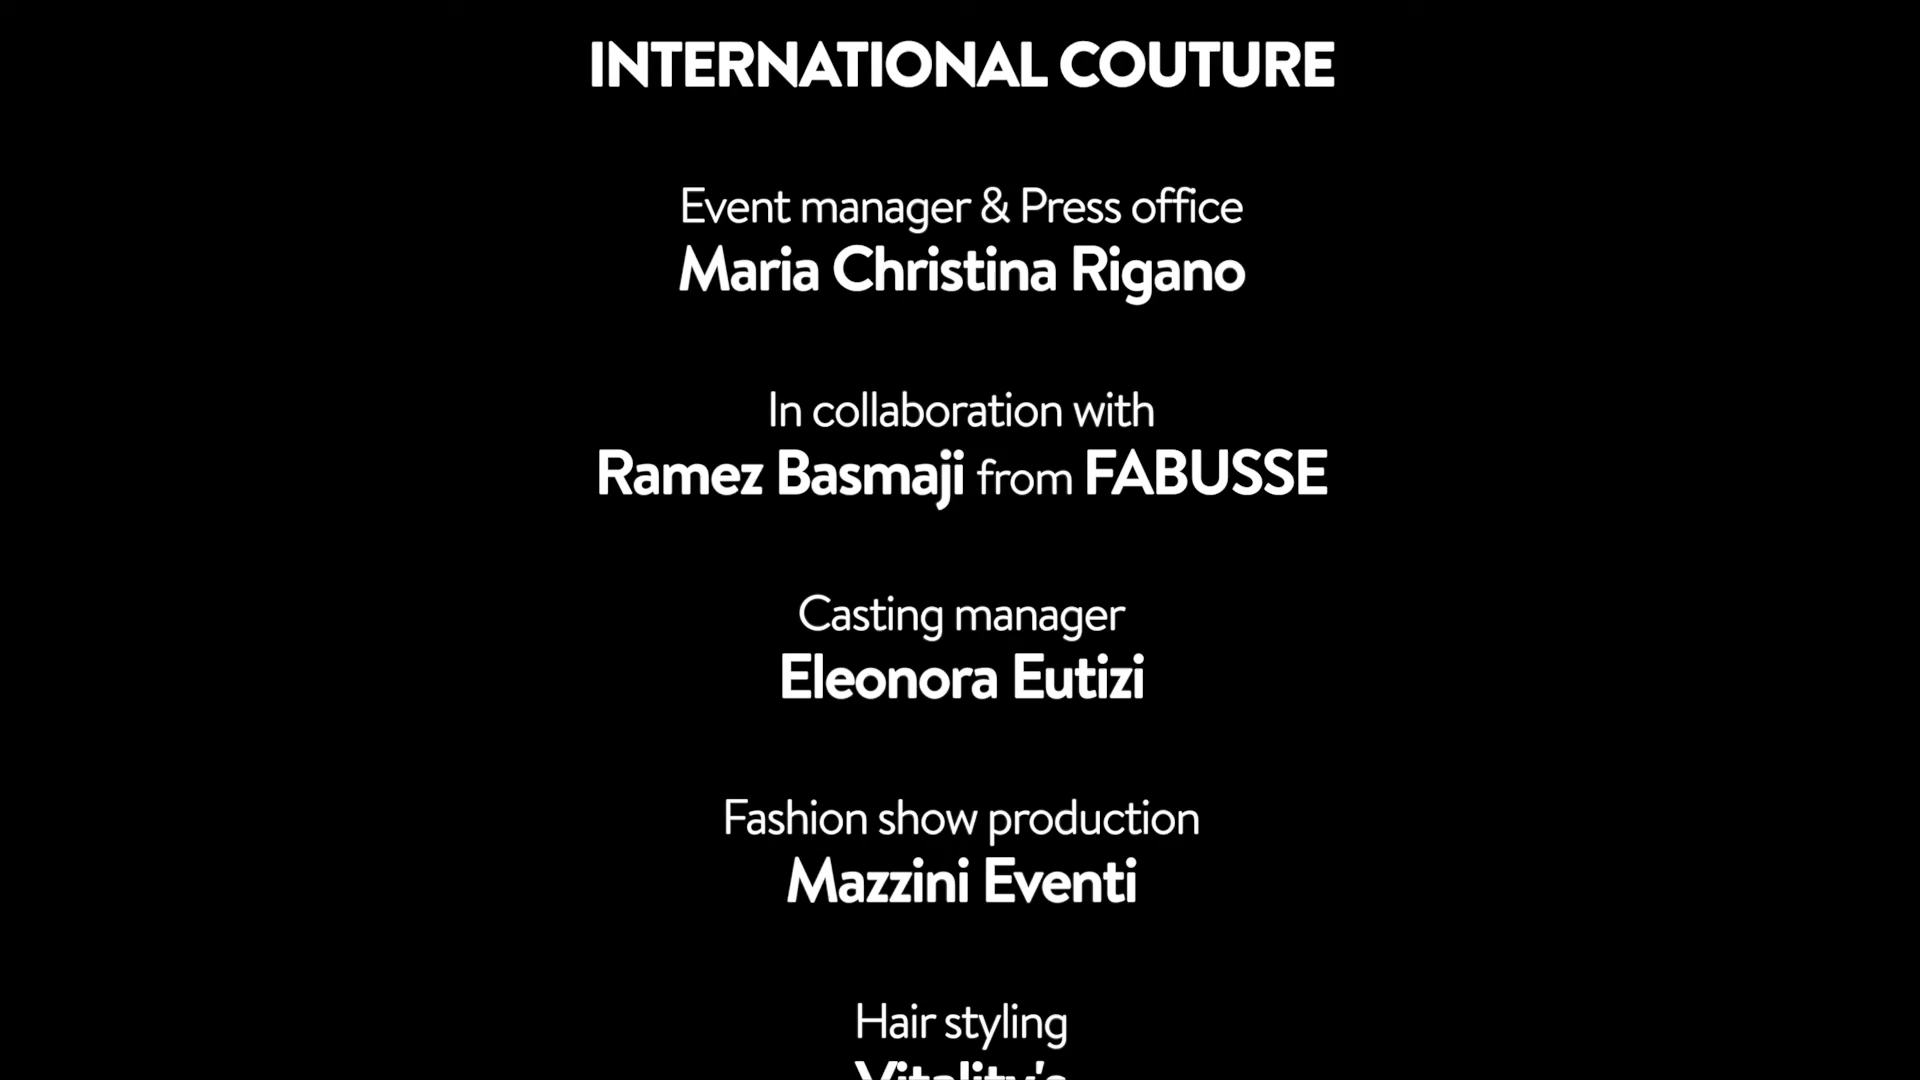 INTERNATIONAL COUTURE
Event manager & Press office
Maria Christina Rigano
In collaboration with
Ramez Basmaji from FABUSSE
Casting manager
Eleonora Eutizi
Fashion show production
Mazzini Eventi
Hair styling
Vitality's